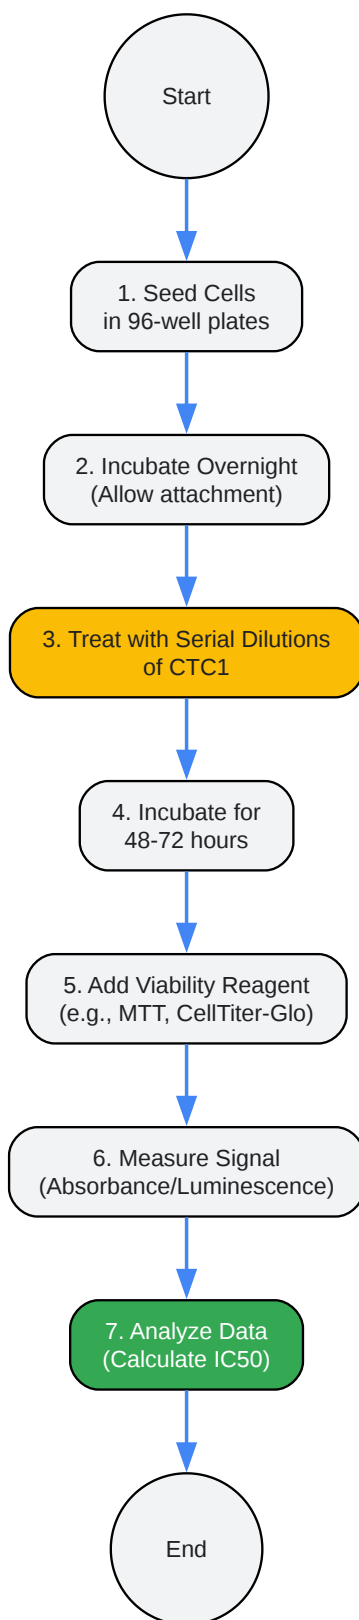 Start
1. Seed Cells
in 96-well plates
2. Incubate Overnight
(Allow attachment)
3. Treat with Serial Dilutions
of CTC1
4. Incubate for
48-72 hours
5. Add Viability Reagent
(e.g., MTT, CellTiter-Glo)
6. Measure Signal
(Absorbance/Luminescence)
7. Analyze Data
(Calculate IC50)
End